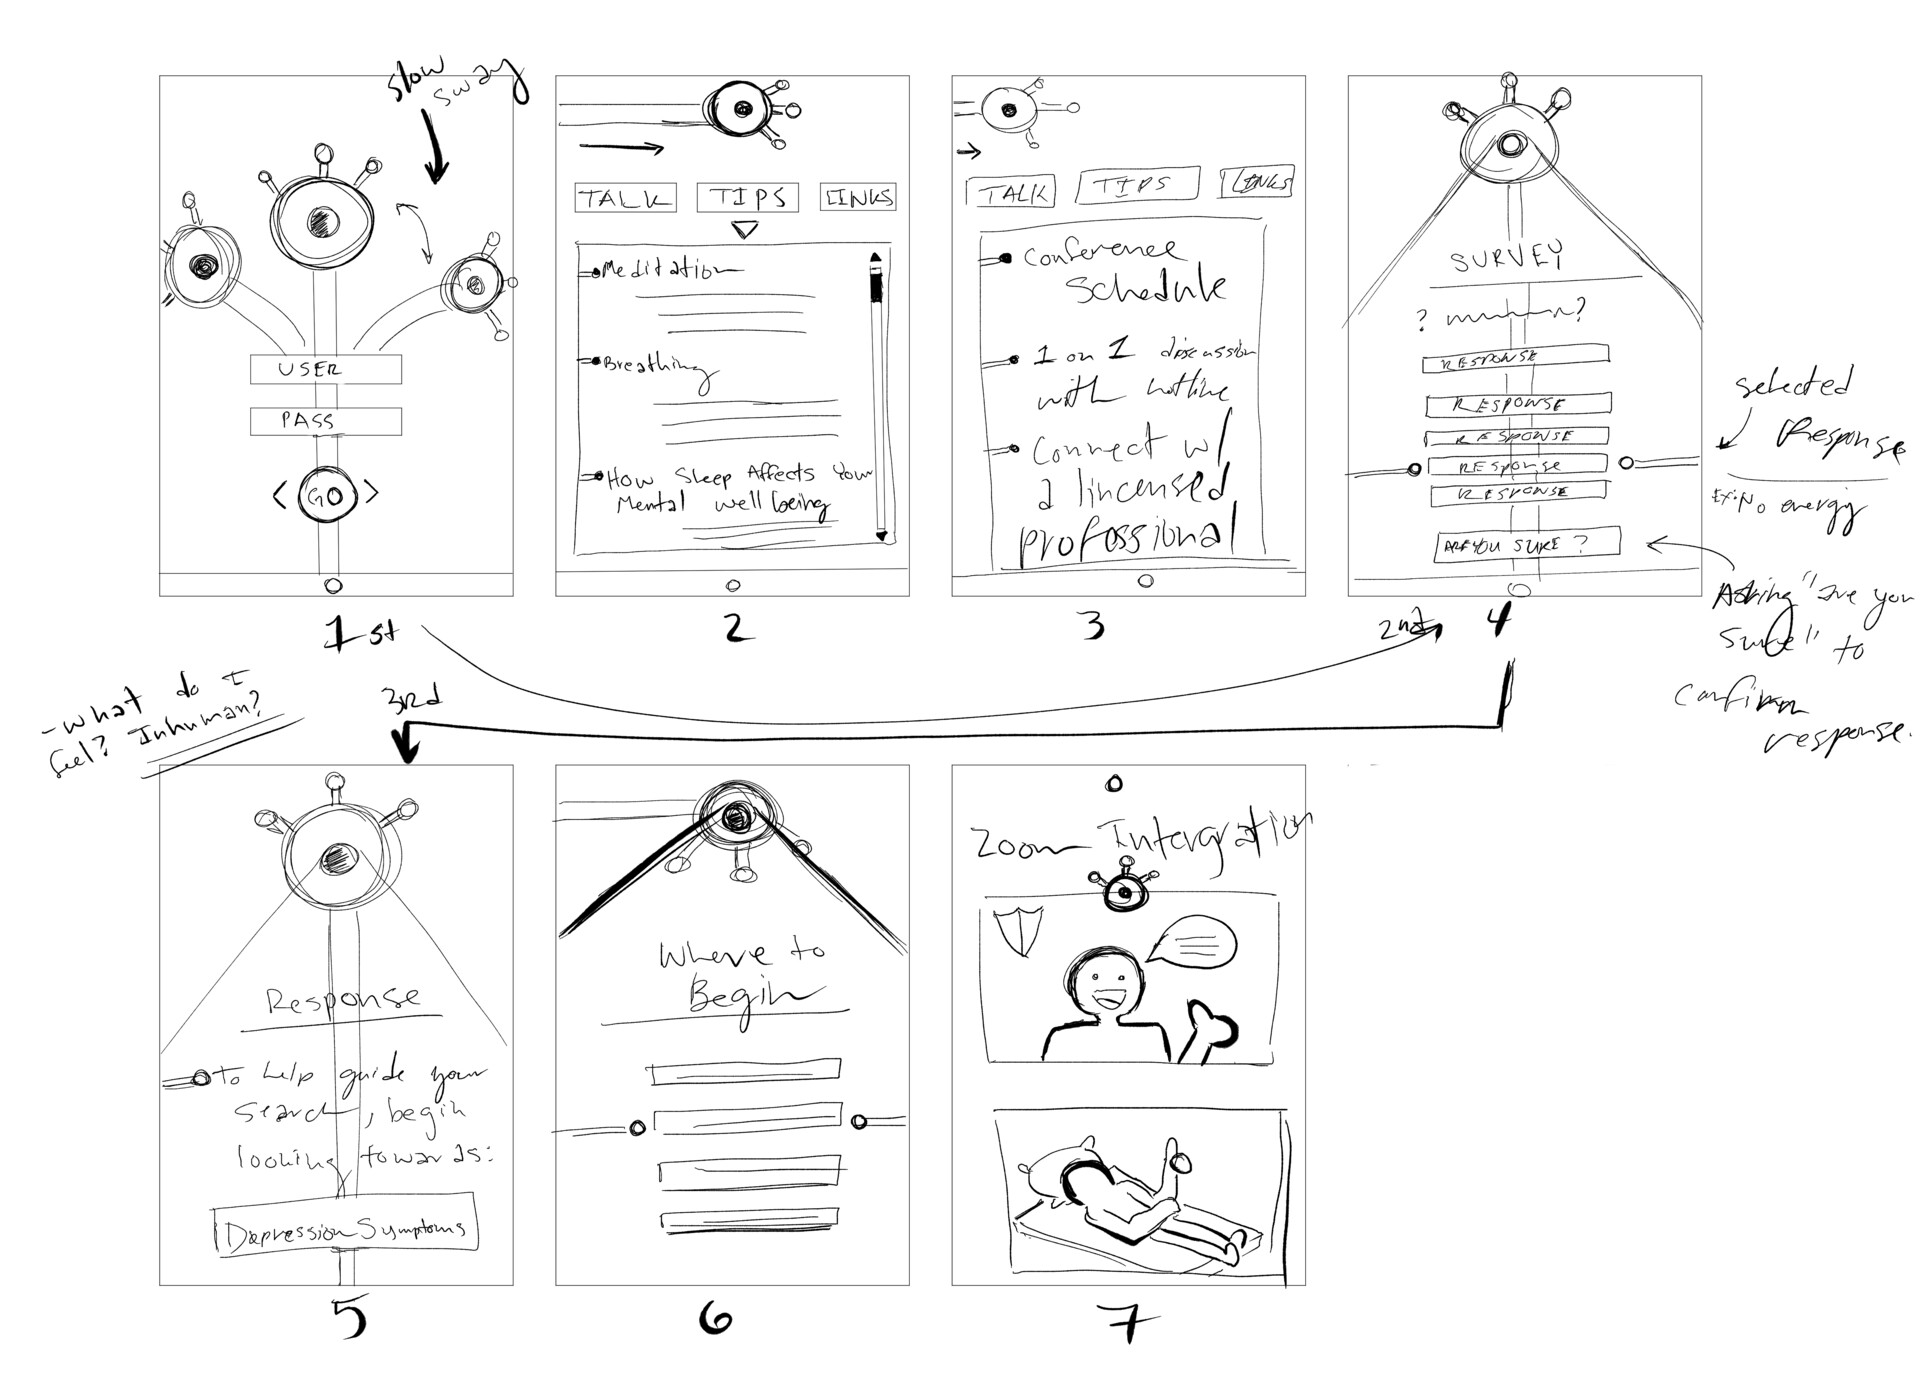 slow
sway
USER
PASS
< GO >
1st
TALK
TIPS
LINKS
Meditation
Breathing
How Sleep Affects Your
Mental wellbeing
2
TALK
TIPS
LINKS
Conference
Schedule
1 on 1 discussion
with hotline
Connect w/
a lincensed
professional
3
SURVEY
? ?
RESPONSE
RESPONSE
RESPONSE
RESPONSE
RESPONSE
ARE YOU SURE ?
2nd
4
selected
Response
Ex: No energy
Asking "are you
sure" to
confirm
response.
-What do I
feel? Inhuman?
3rd
Response
To help guide your
search, begin
looking towards:
Depression Symptoms
5
Where to
Begin
6
Zoom Intergration
7